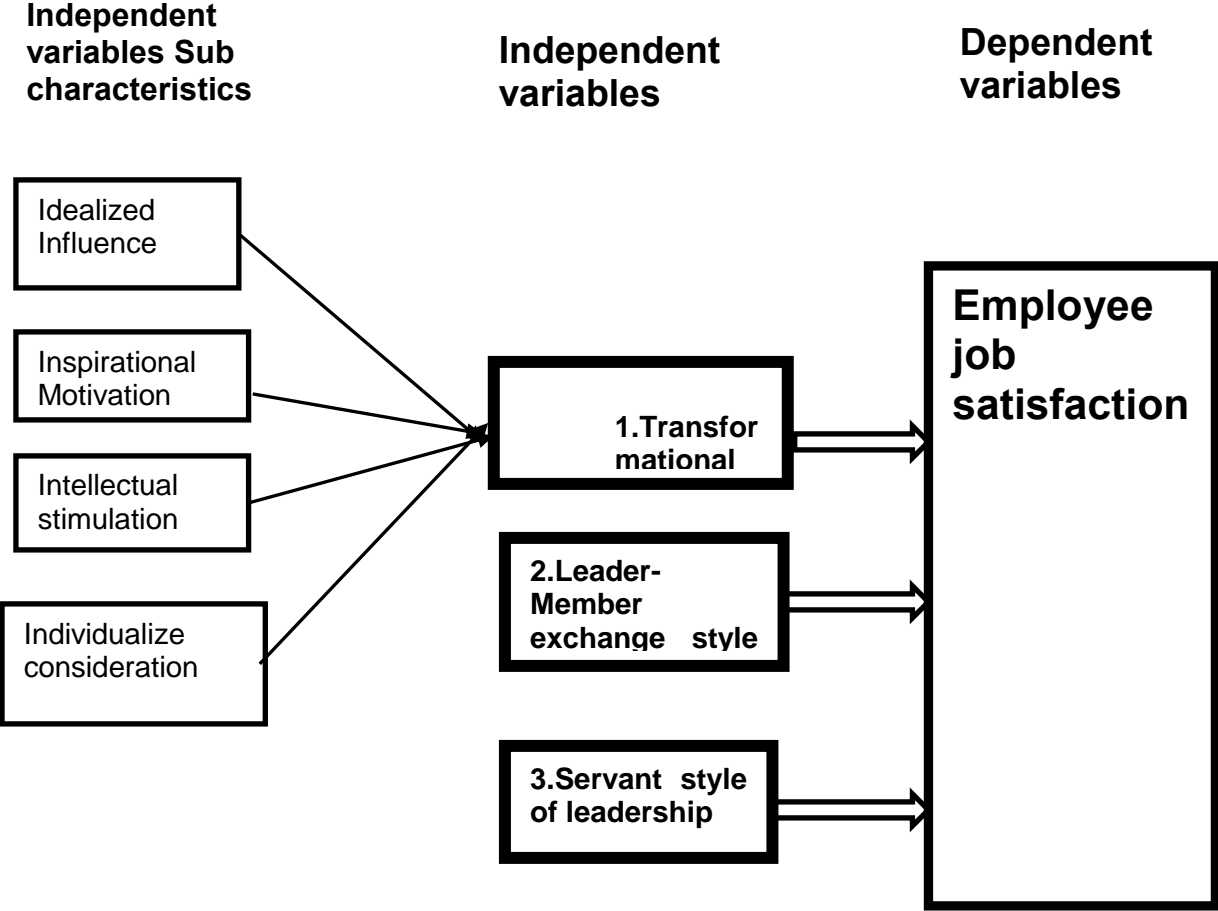 Independent
variables Sub
characteristics
Independent
variables
Dependent
variables
Idealized
Influence
Inspirational
Motivation
Intellectual
stimulation
Individualize
consideration
1.Transfor
mational
2.Leader-
Member
exchange style
3.Servant style
of leadership
Employee
job
satisfaction